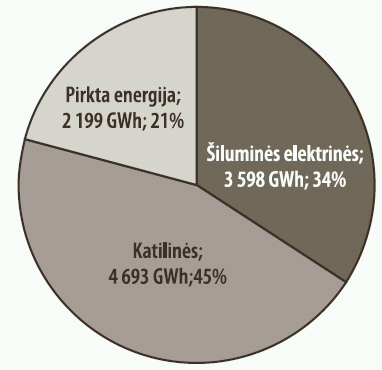 Pirkta energija;
2 199 GWh; 21%
Šiluminės elektrinės;
3 598 GWh; 34%
Katilinės;
4 693 GWh;45%